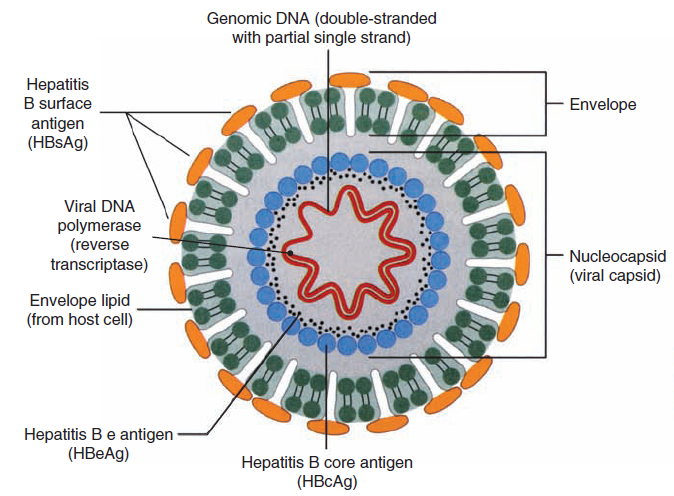 Genomic DNA (double-stranded
with partial single strand)
Hepatitis
B surface
antigen
(HBsAg)
Envelope
Viral DNA
polymerase
(reverse
transcriptase)
Nucleocapsid
(viral capsid)
Envelope lipid
(from host cell)
Hepatitis B e antigen
(HBeAg)
Hepatitis B core antigen
(HBcAg)